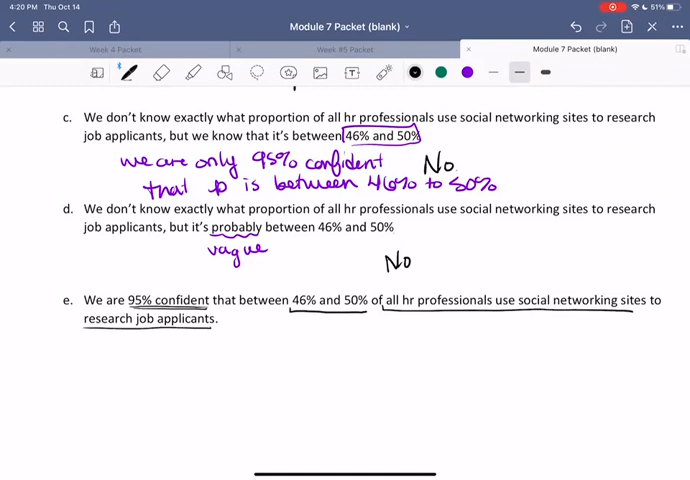 4:20 PM Thu Oct 14
51%
Module 7 Packet (blank)
Week 4 Packet
Week #5 Packet
Module 7 Packet (blank)
c. We don't know exactly what proportion of all hr professionals use social networking sites to research
job applicants, but we know that it's between 46% and 50%
we are only 95% confident No.
that p is between 46% to 50%
d. We don't know exactly what proportion of all hr professionals use social networking sites to research
job applicants, but it's probably between 46% and 50%
vague
No
e. We are 95% confident that between 46% and 50% of all hr professionals use social networking sites to
research job applicants.